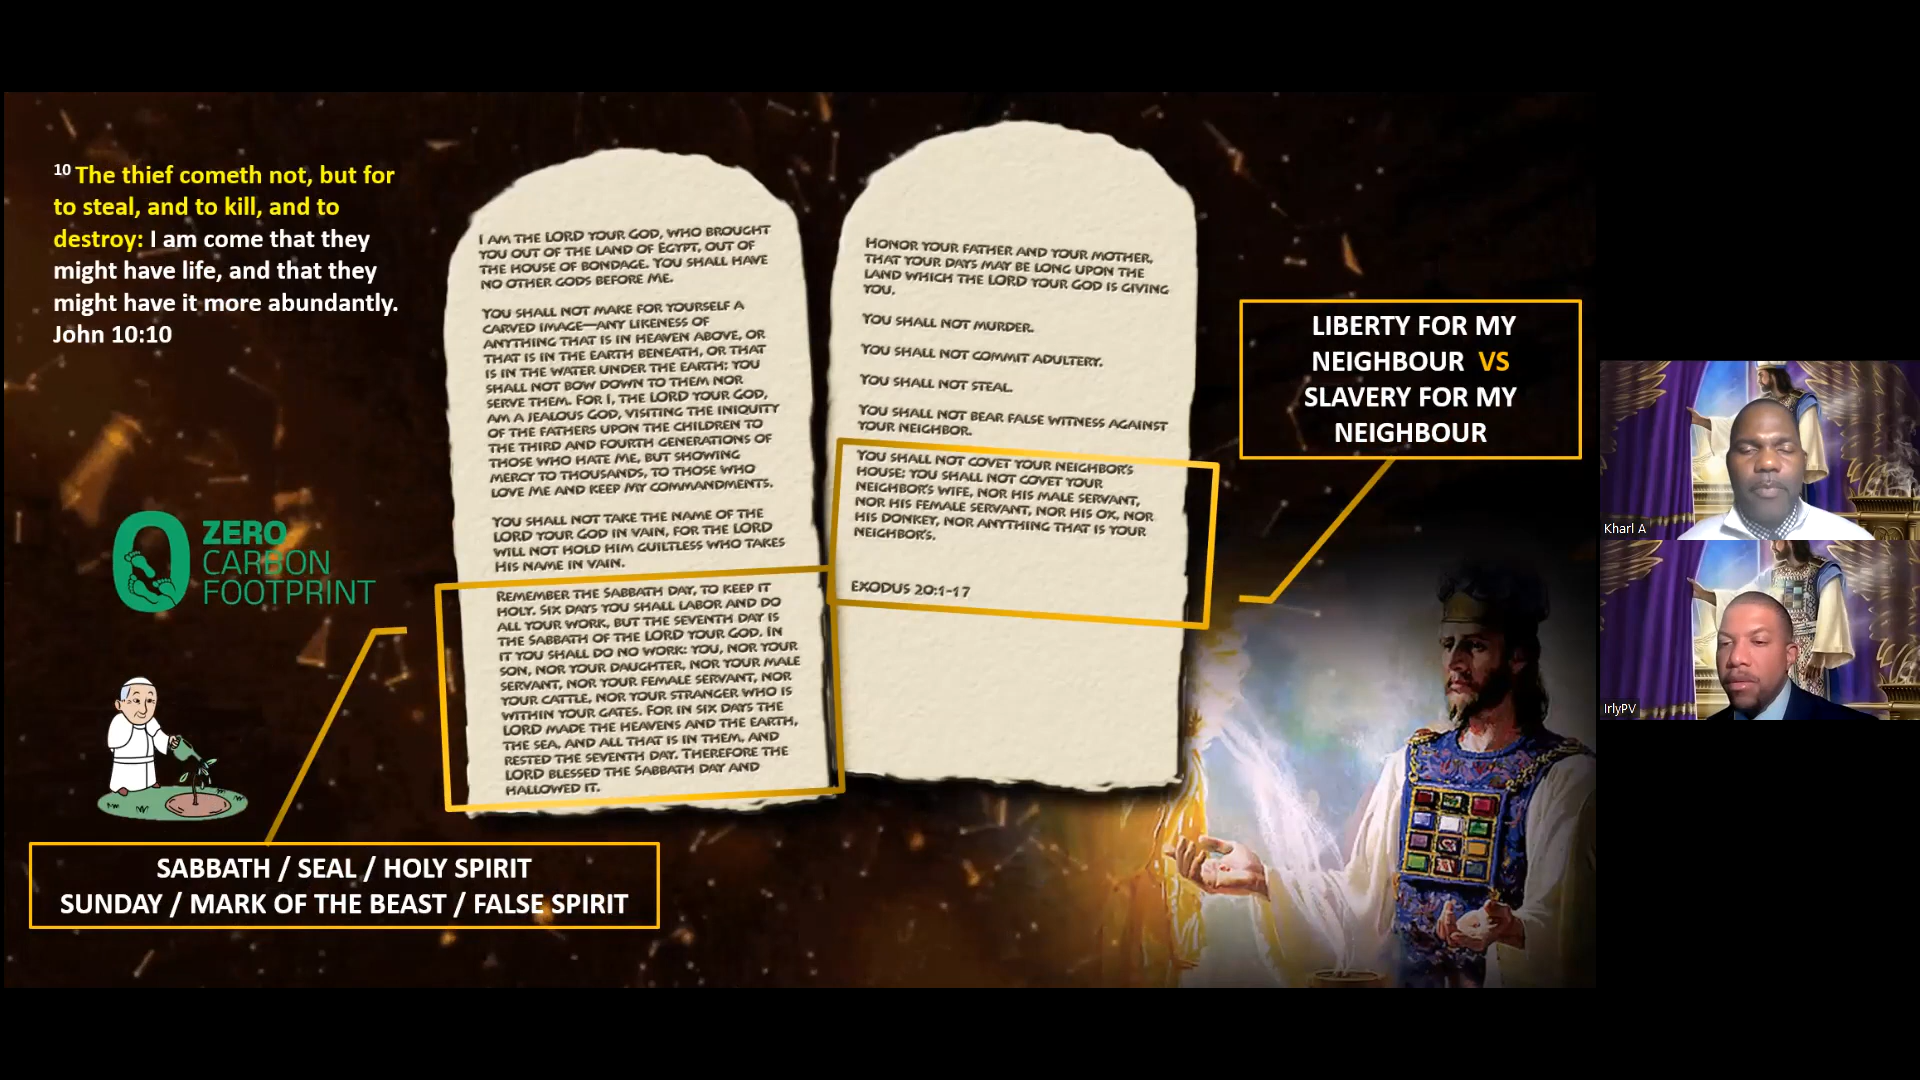 10 The thief cometh not, but for
to steal, and to kill, and to
destroy: I am come that they
might have life, and that they
might have it more abundantly.
John 10:10
0 ZERO
CARBON
FOOTPRINT
I AM THE LORD YOUR GOD, WHO BROUGHT
YOU OUT OF THE LAND OF EGYPT, OUT OF
THE HOUSE OF BONDAGE. YOU SHALL HAVE
NO OTHER GODS BEFORE ME.
YOU SHALL NOT MAKE FOR YOURSELF A
CARVED IMAGE—ANY LIKENESS OF
ANYTHING THAT IS IN HEAVEN ABOVE, OR
THAT IS IN THE EARTH BENEATH, OR THAT
IS IN THE WATER UNDER THE EARTH; YOU
SHALL NOT BOW DOWN TO THEM NOR
SERVE THEM. FOR I, THE LORD YOUR GOD,
AM A JEALOUS GOD, VISITING THE INIQUITY
OF THE FATHERS UPON THE CHILDREN TO
THE THIRD AND FOURTH GENERATIONS OF
THOSE WHO HATE ME, BUT SHOWING
MERCY TO THOUSANDS, TO THOSE WHO
LOVE ME AND KEEP MY COMMANDMENTS.
YOU SHALL NOT TAKE THE NAME OF THE
LORD YOUR GOD IN VAIN, FOR THE LORD
WILL NOT HOLD HIM GUILTLESS WHO TAKES
HIS NAME IN VAIN.
REMEMBER THE SABBATH DAY, TO KEEP IT
HOLY. SIX DAYS YOU SHALL LABOR AND DO
ALL YOUR WORK, BUT THE SEVENTH DAY IS
THE SABBATH OF THE LORD YOUR GOD. IN
IT YOU SHALL DO NO WORK: YOU, NOR YOUR
SON, NOR YOUR DAUGHTER, NOR YOUR MALE
SERVANT, NOR YOUR FEMALE SERVANT, NOR
YOUR CATTLE, NOR YOUR STRANGER WHO IS
WITHIN YOUR GATES. FOR IN SIX DAYS THE
LORD MADE THE HEAVENS AND THE EARTH,
THE SEA, AND ALL THAT IS IN THEM, AND
RESTED THE SEVENTH DAY. THEREFORE THE
LORD BLESSED THE SABBATH DAY AND
HALLOWED IT.
HONOR YOUR FATHER AND YOUR MOTHER,
THAT YOUR DAYS MAY BE LONG UPON THE
LAND WHICH THE LORD YOUR GOD IS GIVING
YOU.
YOU SHALL NOT MURDER.
YOU SHALL NOT COMMIT ADULTERY.
YOU SHALL NOT STEAL.
YOU SHALL NOT BEAR FALSE WITNESS AGAINST
YOUR NEIGHBOR.
YOU SHALL NOT COVET YOUR NEIGHBOR'S
HOUSE; YOU SHALL NOT COVET YOUR
NEIGHBOR'S WIFE, NOR HIS MALE SERVANT,
NOR HIS FEMALE SERVANT, NOR HIS OX, NOR
HIS DONKEY, NOR ANYTHING THAT IS YOUR
NEIGHBOR'S.
EXODUS 20:1-17
LIBERTY FOR MY
NEIGHBOUR VS
SLAVERY FOR MY
NEIGHBOUR
SABBATH / SEAL / HOLY SPIRIT
SUNDAY / MARK OF THE BEAST / FALSE SPIRIT
Kharl A
IrlyPV